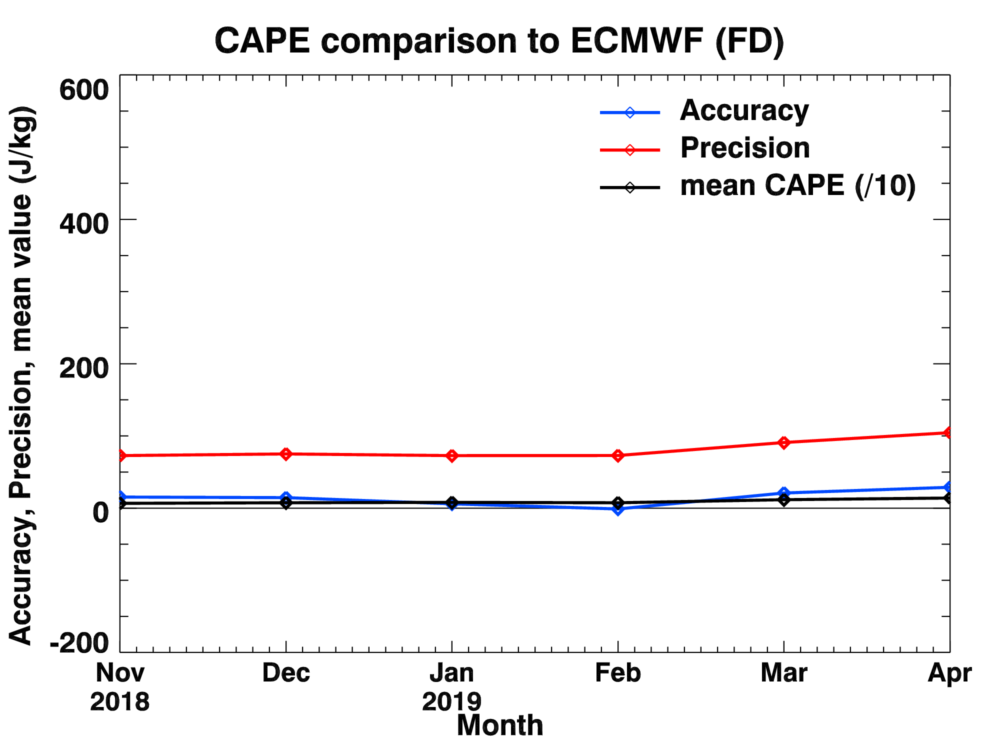 CAPE comparison to ECMWF (FD)
Accuracy, Precision, mean value (J/kg)
600
400
200
0
-200
Accuracy
Precision
mean CAPE (/10)
Nov Dec Jan Feb Mar Apr
2018 2019
Month